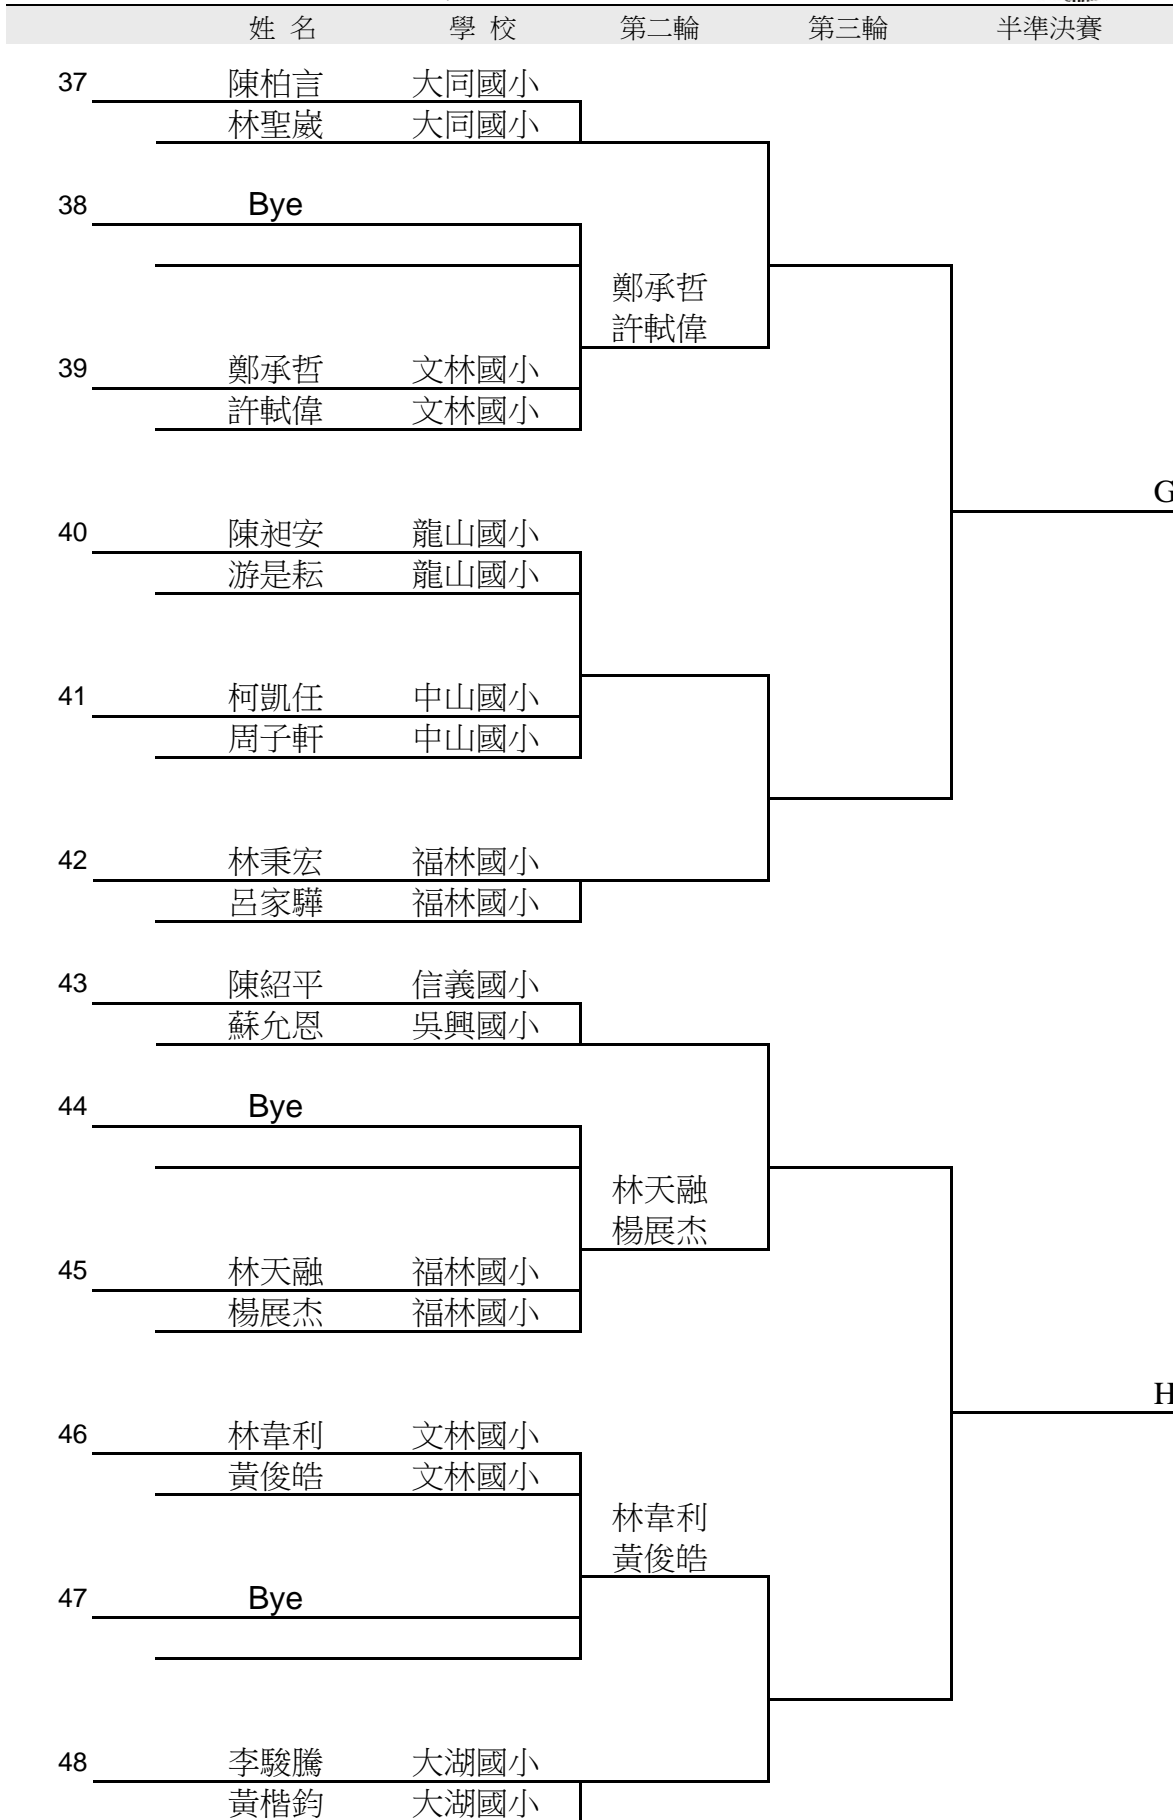 姓 名 學 校 第二輪 第三輪 半準決賽
37 陳柏言 大同國小
林聖崴 大同國小
38 Bye
鄭承哲
許軾偉
39 鄭承哲 文林國小
許軾偉 文林國小
G
40 陳昶安 龍山國小
游是耘 龍山國小
41 柯凱任 中山國小
周子軒 中山國小
42 林秉宏 福林國小
呂家驊 福林國小
43 陳紹平 信義國小
蘇允恩 吳興國小
44 Bye
林天融
楊展杰
45 林天融 福林國小
楊展杰 福林國小
H
46 林韋利 文林國小
黃俊皓 文林國小
林韋利
黃俊皓
47 Bye
48 李駿騰 大湖國小
黃楷鈞 大湖國小